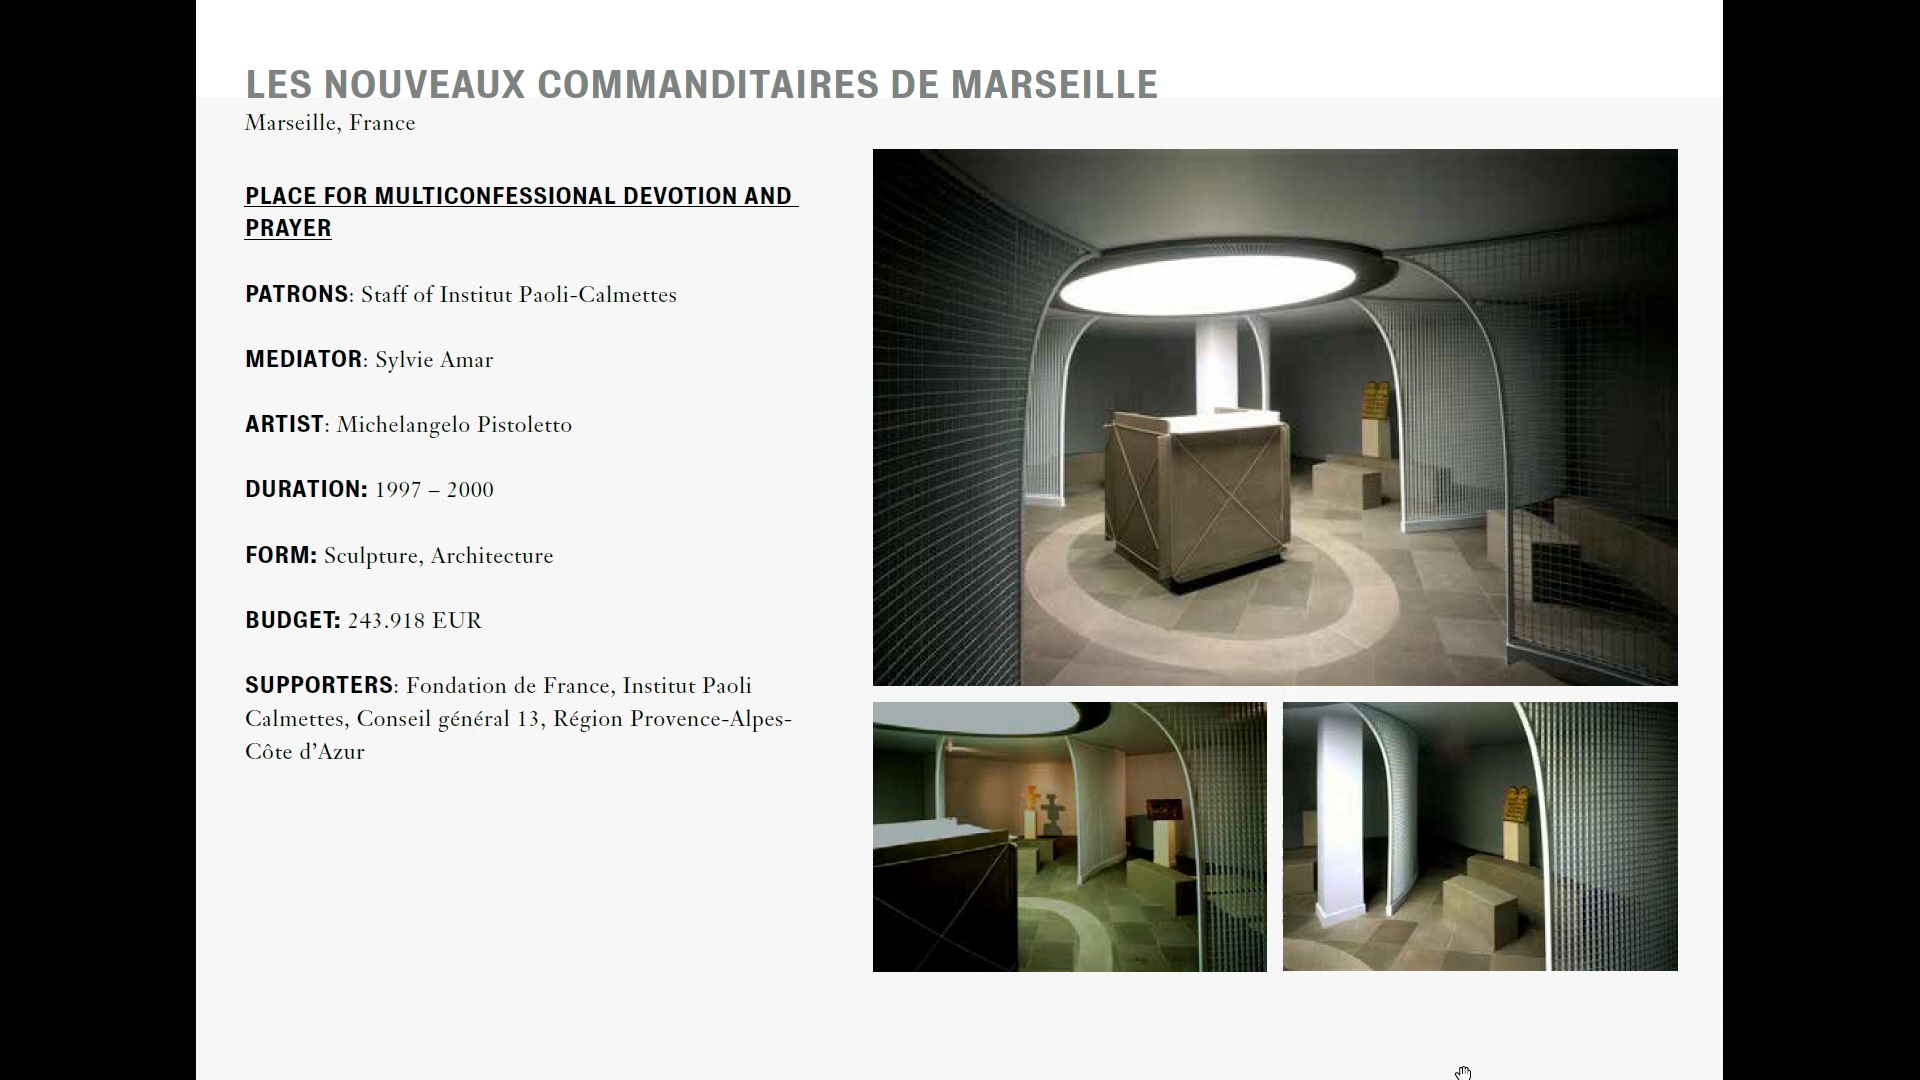 LES NOUVEAUX COMMANDITAIRES DE MARSEILLE
Marseille, France
PLACE FOR MULTICONFESSIONAL DEVOTION AND
PRAYER
PATRONS: Staff of Institut Paoli-Calmettes
MEDIATOR: Sylvie Amar
ARTIST: Michelangelo Pistoletto
DURATION: 1997 – 2000
FORM: Sculpture, Architecture
BUDGET: 243.918 EUR
SUPPORTERS: Fondation de France, Institut Paoli
Calmettes, Conseil général 13, Région Provence-Alpes-
Côte d’Azur